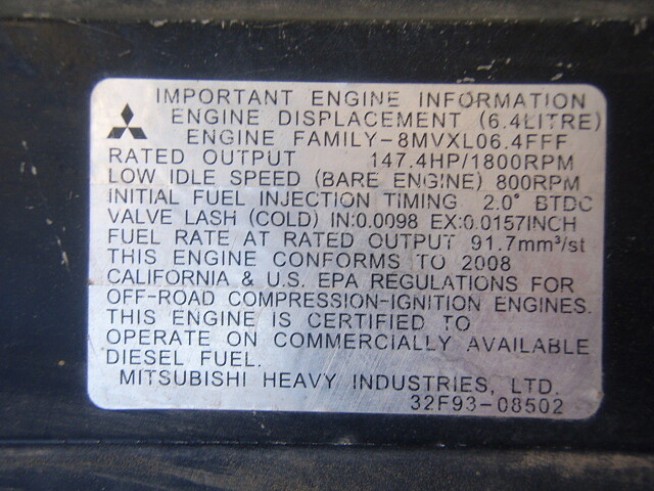 IMPORTANT ENGINE INFORMATION
ENGINE DISPLACEMENT (6.4LITRE)
ENGINE FAMILY-8MVXL06.4FFF
RATED OUTPUT 147.4HP/1800RPM
LOW IDLE SPEED (BARE ENGINE) 800RPM
INITIAL FUEL INJECTION TIMING 2.0° BTDC
VALVE LASH (COLD) IN:0.0098 EX:0.0157INCH
FUEL RATE AT RATED OUTPUT 91.7mm³/st
THIS ENGINE CONFORMS TO 2008
CALIFORNIA & U.S. EPA REGULATIONS FOR
OFF-ROAD COMPRESSION-IGNITION ENGINES.
THIS ENGINE IS CERTIFIED TO
OPERATE ON COMMERCIALLY AVAILABLE
DIESEL FUEL.
MITSUBISHI HEAVY INDUSTRIES, LTD.
32F93-08502